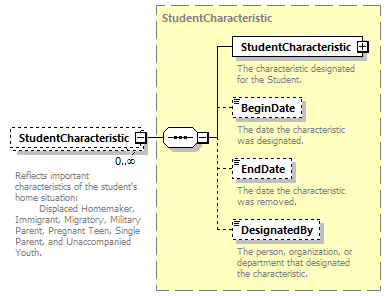 StudentCharacteristic
StudentCharacteristic
The characteristic designated
for the Student.
BeginDate
The date the characteristic
was designated.
StudentCharacteristic
0..∞
Reflects important
characteristics of the student's
home situation:
Displaced Homemaker,
Immigrant, Migratory, Military
Parent, Pregnant Teen, Single
Parent, and Unaccompanied
Youth.
EndDate
The date the characteristic
was removed.
DesignatedBy
The person, organization, or
department that designated
the characteristic.